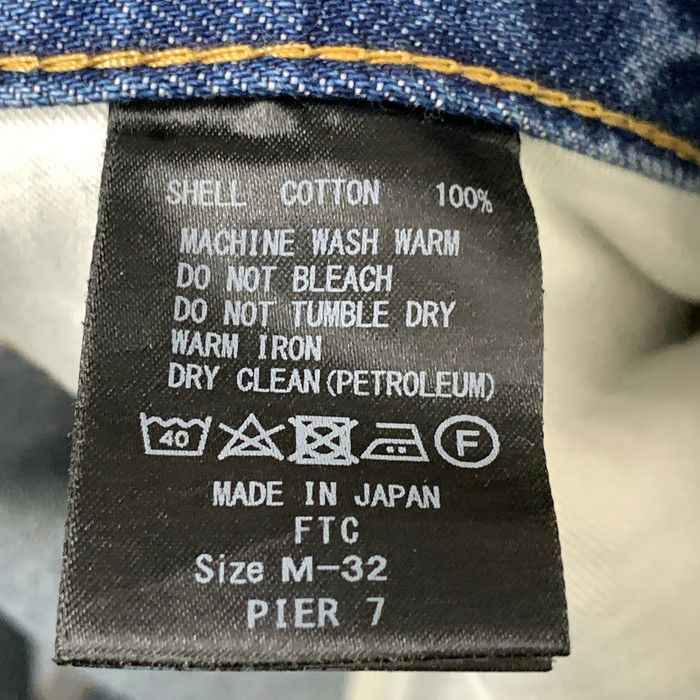 SHELL COTTON 100%
MACHINE WASH WARM
DO NOT BLEACH
DO NOT TUMBLE DRY
WARM IRON
DRY CLEAN (PETROLEUM)
40 F
MADE IN JAPAN
FTC
Size M-32
PIER 7